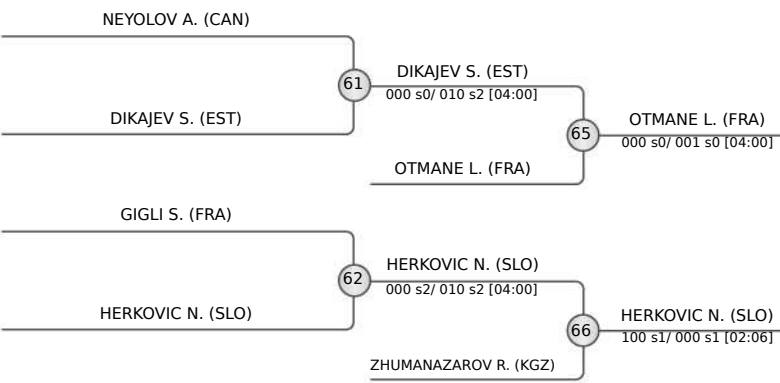 NEYOLOV A. (CAN)
61
DIKAJEV S. (EST)
000 s0/ 010 s2 [04:00]
DIKAJEV S. (EST)
65
OTMANE L. (FRA)
000 s0/ 001 s0 [04:00]
OTMANE L. (FRA)
GIGLI S. (FRA)
62
HERKOVIC N. (SLO)
000 s2/ 010 s2 [04:00]
HERKOVIC N. (SLO)
66
HERKOVIC N. (SLO)
100 s1/ 000 s1 [02:06]
ZHUMANAZAROV R. (KGZ)